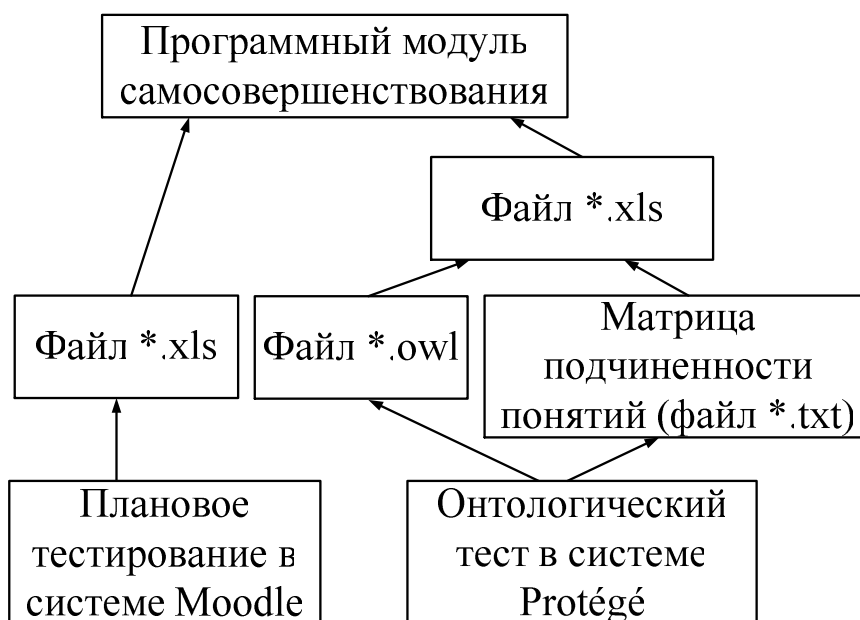 Программный модуль
самосовершенствования
Файл *.xls
Файл *.xls
Файл *.owl
Матрица
подчиненности
понятий (файл *.txt)
Плановое
тестирование в
системе Moodle
Онтологический
тест в системе
Protégé